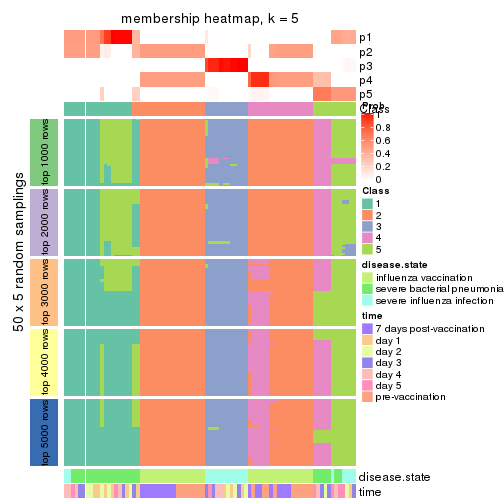 membership heatmap, k = 5
p1
p2
p3
p4
p5
Class
Prob
1
0.8
0.6
0.4
0.2
0
Class
1
2
3
4
5
disease.state
influenza vaccination
severe bacterial pneumonia
severe influenza infection
time
7 days post-vaccination
day 1
day 2
day 3
day 4
day 5
pre-vaccination
50 x 5 random samplings
top 1000 rows
top 2000 rows
top 3000 rows
top 4000 rows
top 5000 rows
disease.state
time